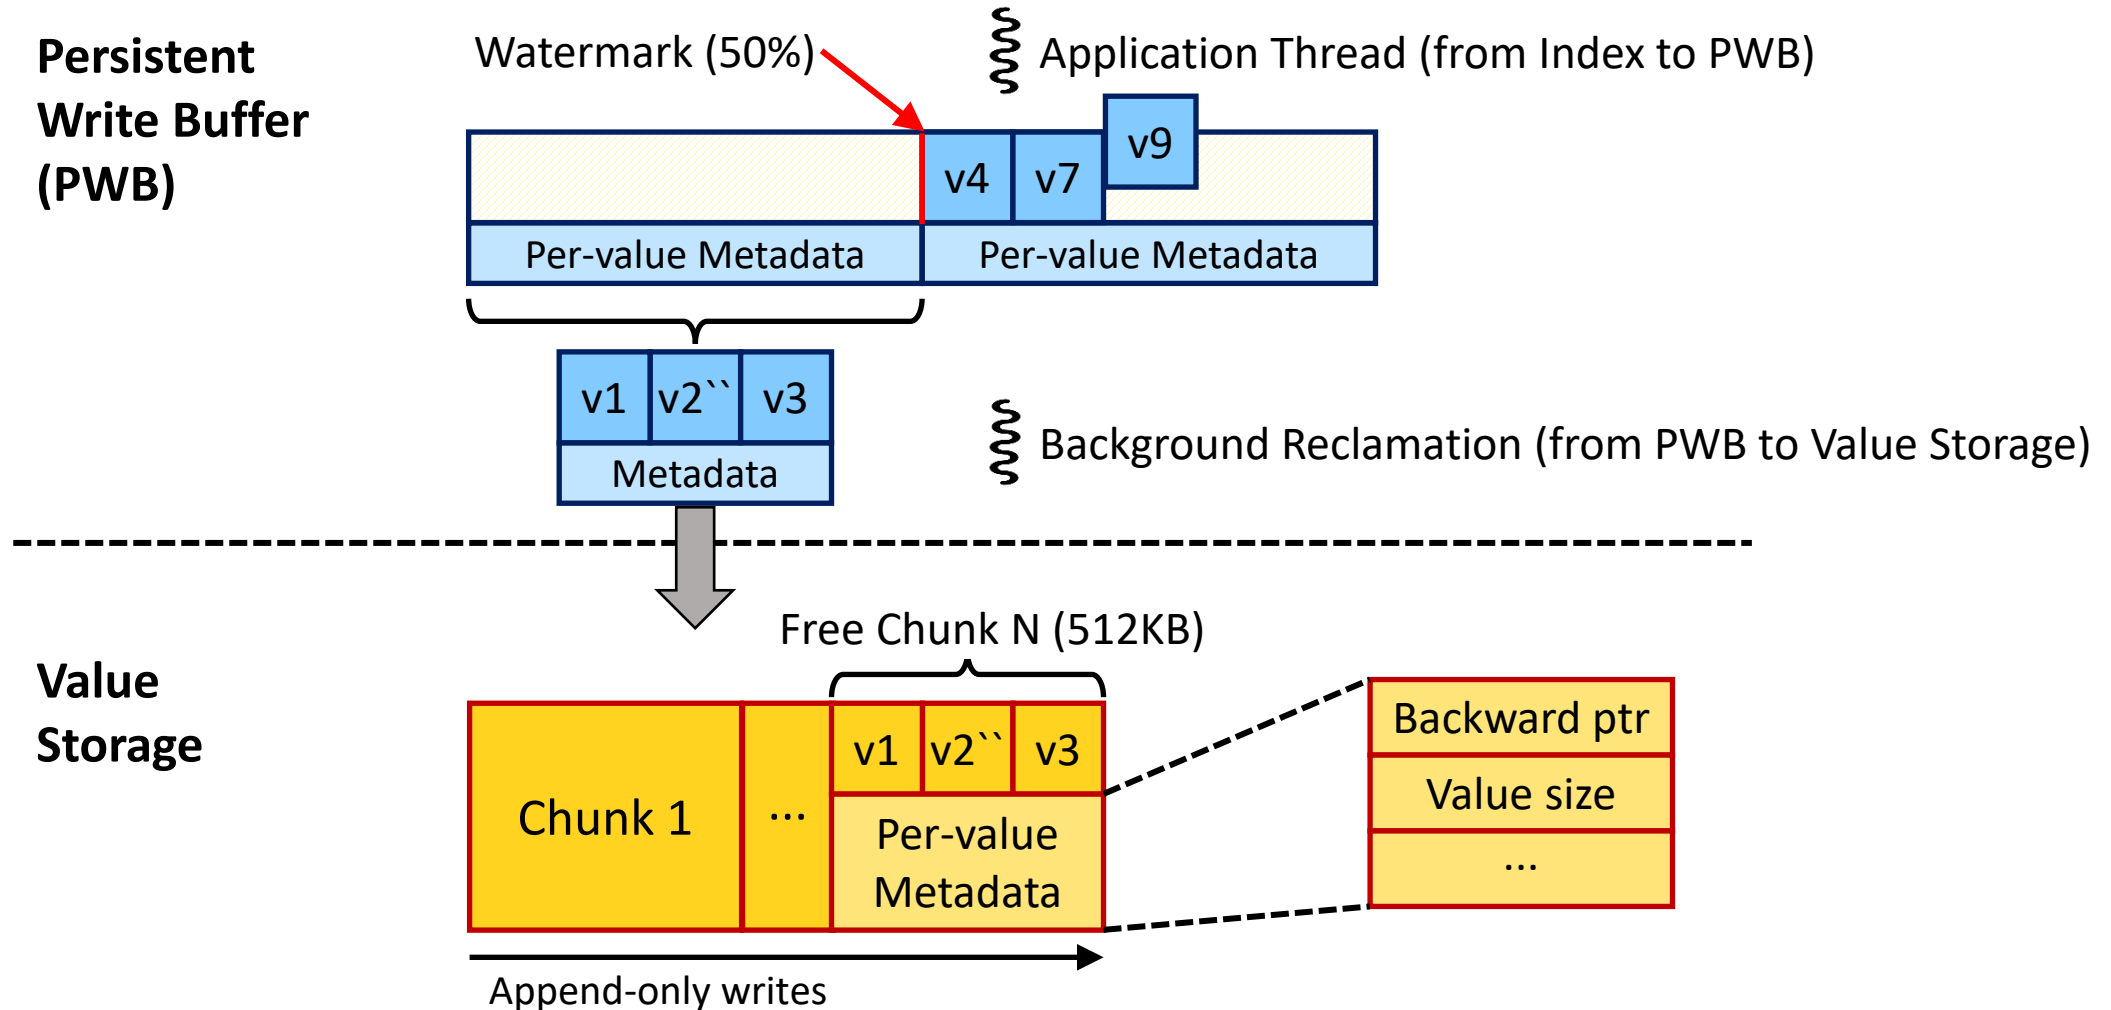 Persistent
Write Buffer
(PWB)
Watermark (50%)
Application Thread (from Index to PWB)
v4
v7
v9
Per-value Metadata
Per-value Metadata
v1
v2``
v3
Metadata
Background Reclamation (from PWB to Value Storage)
Value
Storage
Free Chunk N (512KB)
Chunk 1
...
v1
v2``
v3
Per-value
Metadata
Backward ptr
Value size
...
Append-only writes